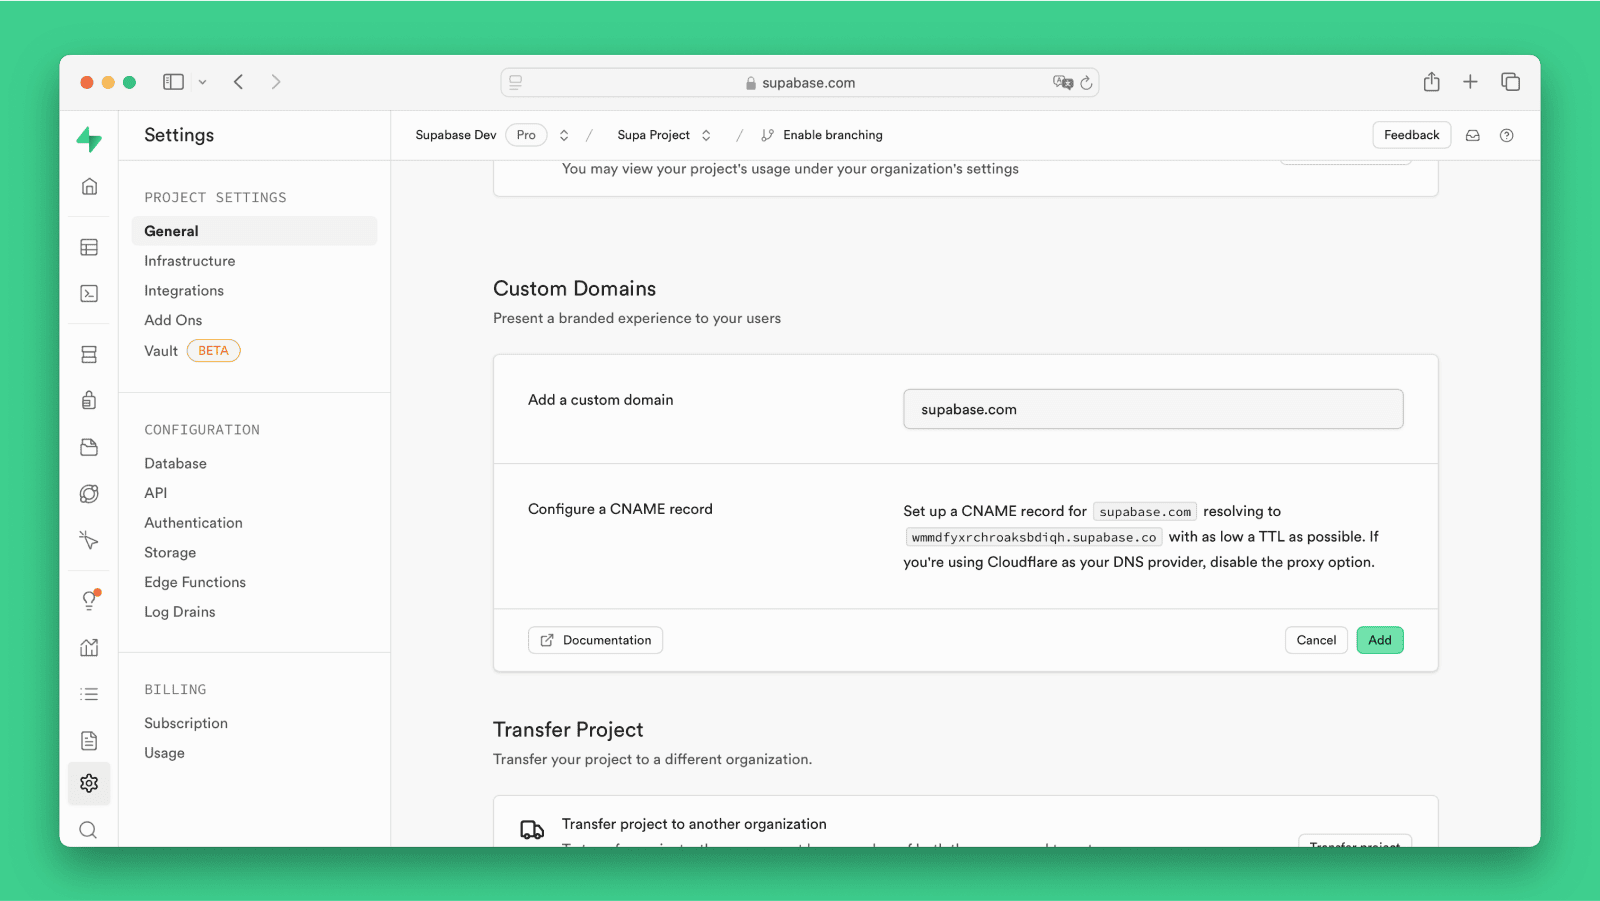 supabase.com
Settings
Supabase Dev Pro / Supa Project / Enable branching
Feedback
You may view your project's usage under your organization's settings
PROJECT SETTINGS
General
Infrastructure
Integrations
Add Ons
Vault BETA
CONFIGURATION
Database
API
Authentication
Storage
Edge Functions
Log Drains
BILLING
Subscription
Usage
Custom Domains
Present a branded experience to your users
Add a custom domain
supabase.com
Configure a CNAME record
Set up a CNAME record for supabase.com resolving to
wmmdfyxrchroaksbdiqh.supabase.co with as low a TTL as possible. If
you're using Cloudflare as your DNS provider, disable the proxy option.
Documentation
Cancel
Add
Transfer Project
Transfer your project to a different organization.
Transfer project to another organization
Transfer project